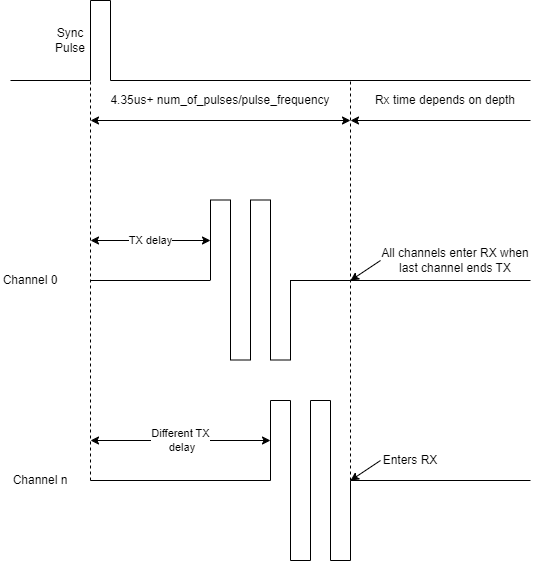 Sync
Pulse
4.35us+ num_of_pulses/pulse_frequency
Rx time depends on depth
TX delay
All channels enter RX when
last channel ends TX
Channel 0
Different TX
delay
Enters RX
Channel n